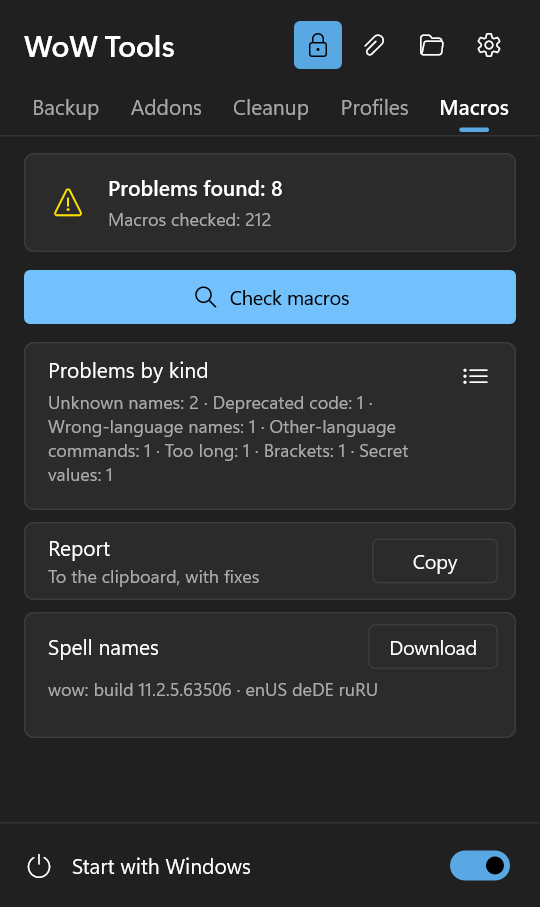 WoW Tools
Backup
Addons
Cleanup
Profiles
Macros
Problems found: 8
Macros checked: 212
Check macros
Problems by kind
Unknown names: 2 · Deprecated code: 1 ·
Wrong-language names: 1 · Other-language
commands: 1 · Too long: 1 · Brackets: 1 · Secret
values: 1
Report
To the clipboard, with fixes
Copy
Spell names
Download
wow: build 11.2.5.63506 · enUS deDE ruRU
Start with Windows